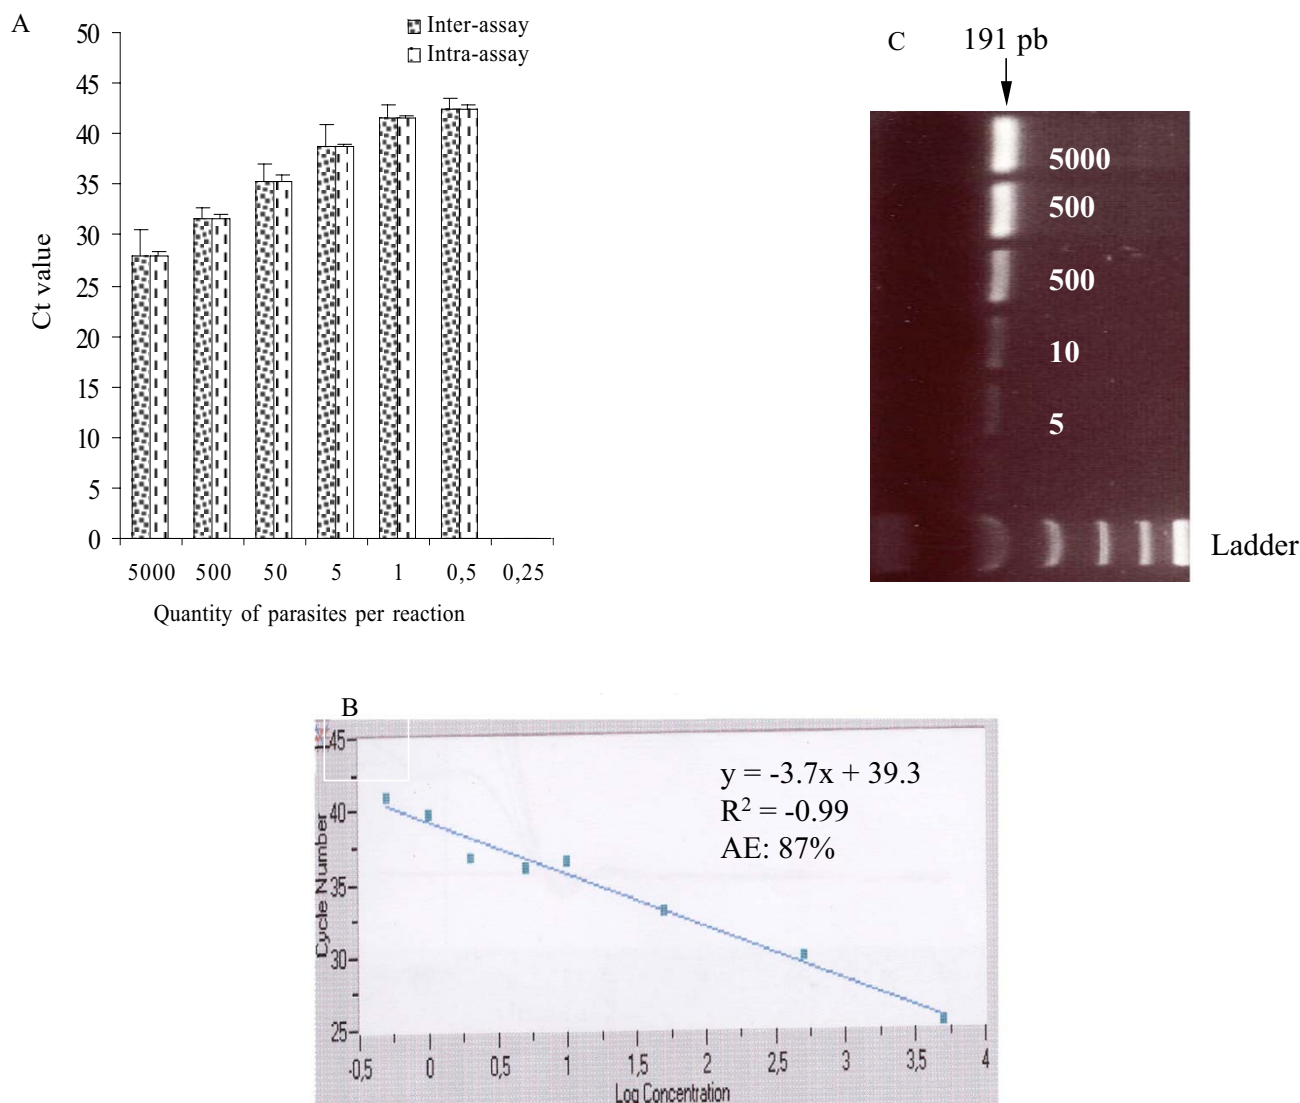 A
50
45
40
35
30
25
20
15
10
5
0
Ct value
Inter-assay
Intra-assay
5000 500 50 5 1 0,5 0,25
Quantity of parasites per reaction
C
191 pb
5000
500
500
10
5
Ladder
B
45
40
35
30
25
Cycle Number
y = -3.7x + 39.3
R² = -0.99
AE: 87%
-0,5 0 0,5 1 1,5 2 2,5 3 3,5 4
Log Concentration